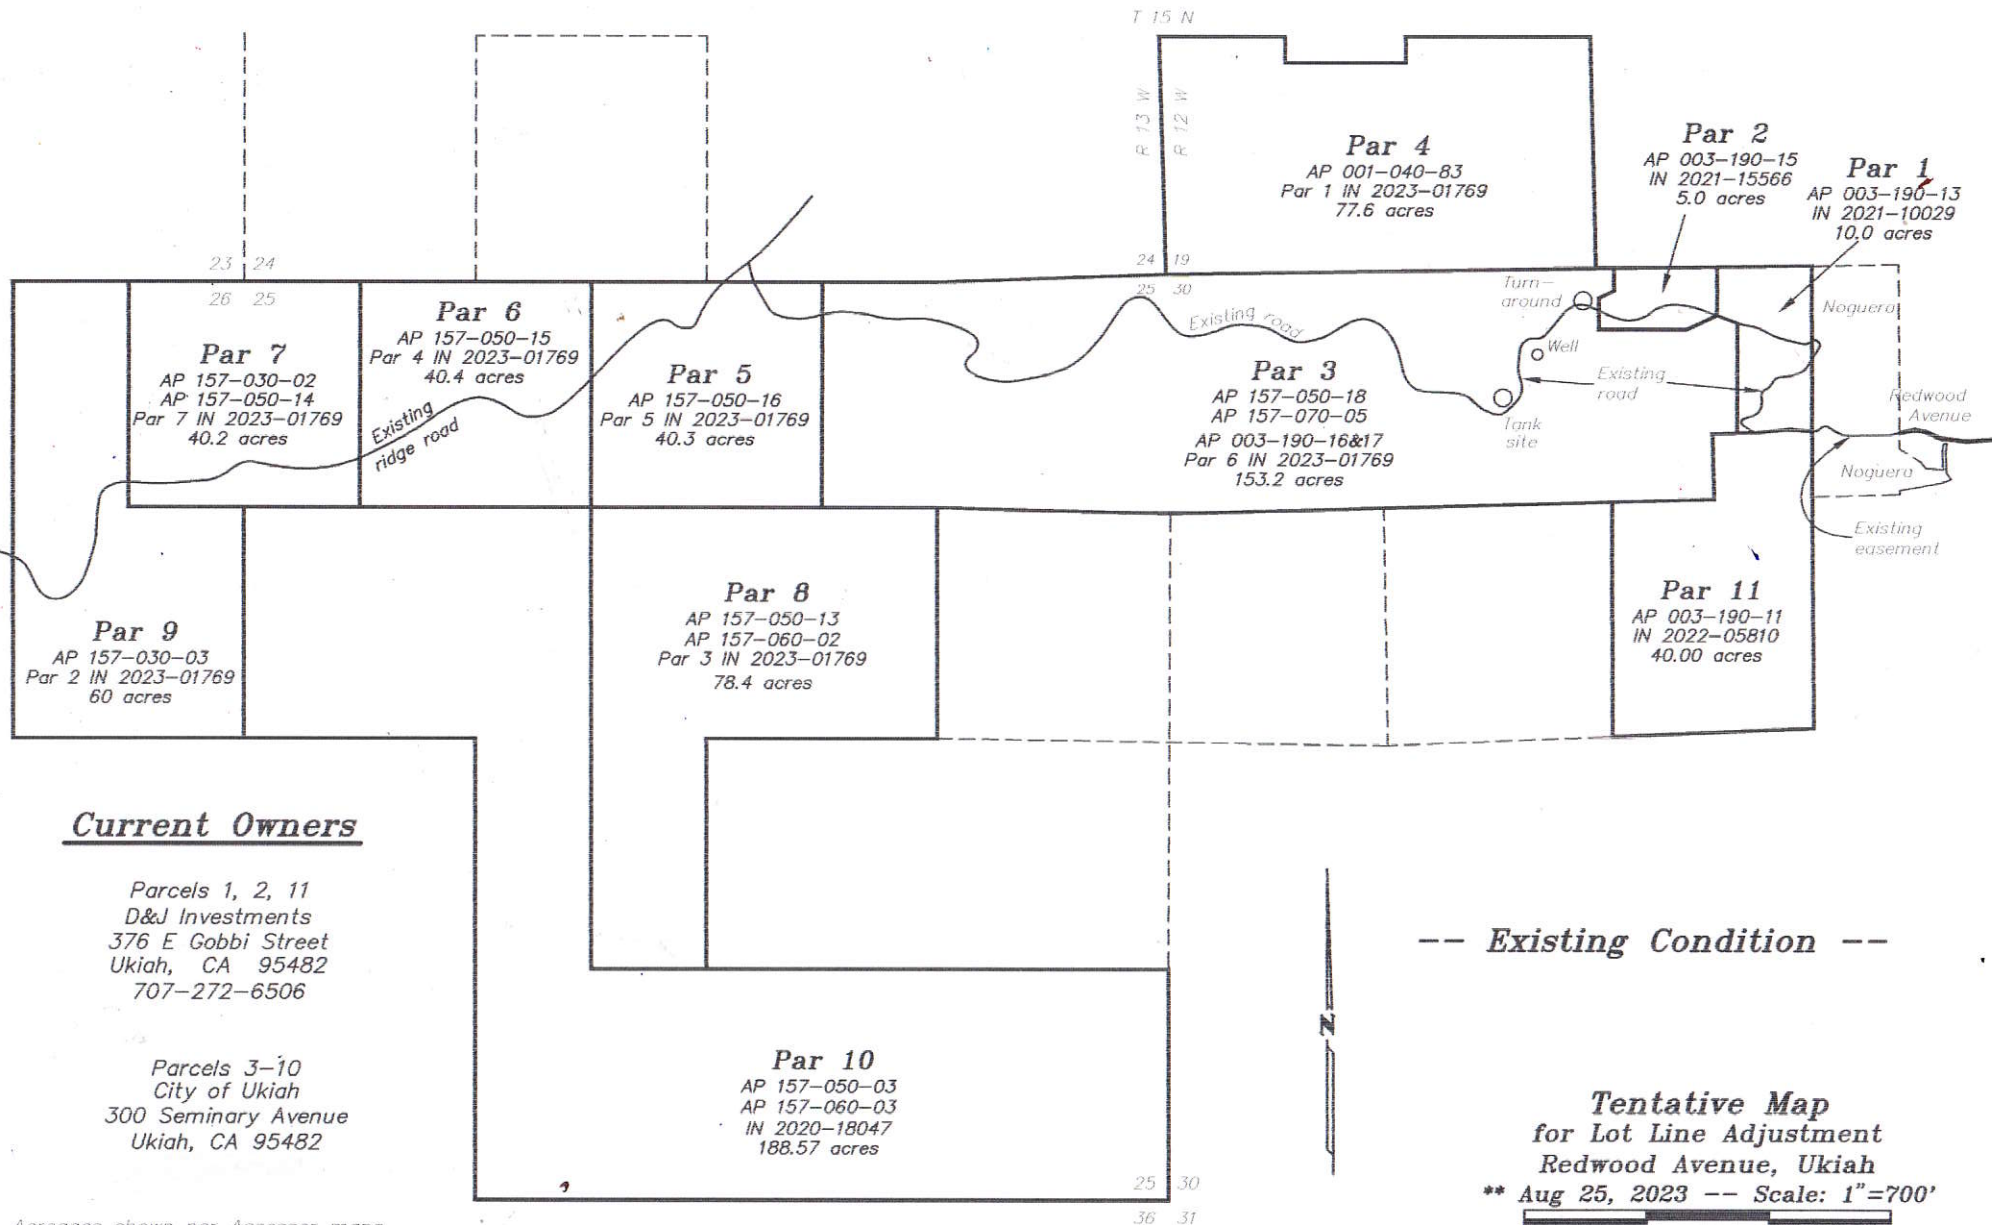 T 15 N
R 13 W
R 12 W
Par 4
AP 001-040-83
Par 1 IN 2023-01769
77.6 acres
Par 2
AP 003-190-15
IN 2021-15566
5.0 acres
Par 1
AP 003-190-13
IN 2021-10029
10.0 acres
23 24
26 25
24 19
25 30
Turn-
around
Noguera
Existing road
Well
Existing
road
Tank
site
Redwood
Avenue
Noguera
Existing
easement
Par 7
AP 157-030-02
AP 157-050-14
Par 7 IN 2023-01769
40.2 acres
Par 6
AP 157-050-15
Par 4 IN 2023-01769
40.4 acres
Existing
ridge road
Par 5
AP 157-050-16
Par 5 IN 2023-01769
40.3 acres
Par 3
AP 157-050-18
AP 157-070-05
AP 003-190-16&17
Par 6 IN 2023-01769
153.2 acres
Par 9
AP 157-030-03
Par 2 IN 2023-01769
60 acres
Par 8
AP 157-050-13
AP 157-060-02
Par 3 IN 2023-01769
78.4 acres
Par 11
AP 003-190-11
IN 2022-05810
40.00 acres
Current Owners
Parcels 1, 2, 11
D&J Investments
376 E Gobbi Street
Ukiah, CA 95482
707-272-6506
Parcels 3-10
City of Ukiah
300 Seminary Avenue
Ukiah, CA 95482
Par 10
AP 157-050-03
AP 157-060-03
IN 2020-18047
188.57 acres
25 30
36 31
N
-- Existing Condition --
Tentative Map
for Lot Line Adjustment
Redwood Avenue, Ukiah
** Aug 25, 2023 -- Scale: 1"=700'
Acreages shown per Assessor maps